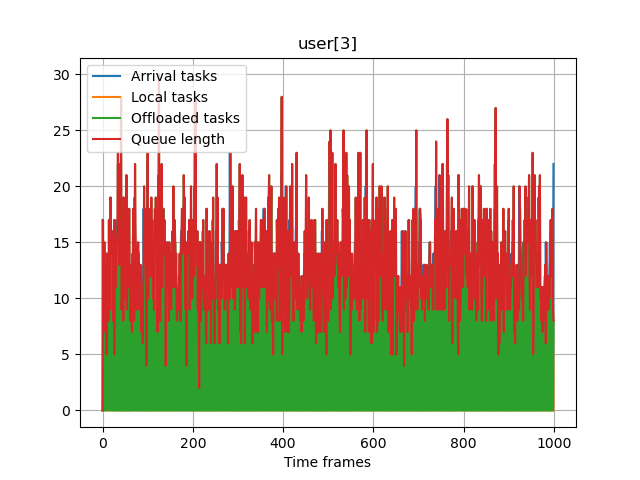 user[3]
Arrival tasks
Local tasks
Offloaded tasks
Queue length
30
25
20
15
10
5
0
0 200 400 600 800 1000
Time frames